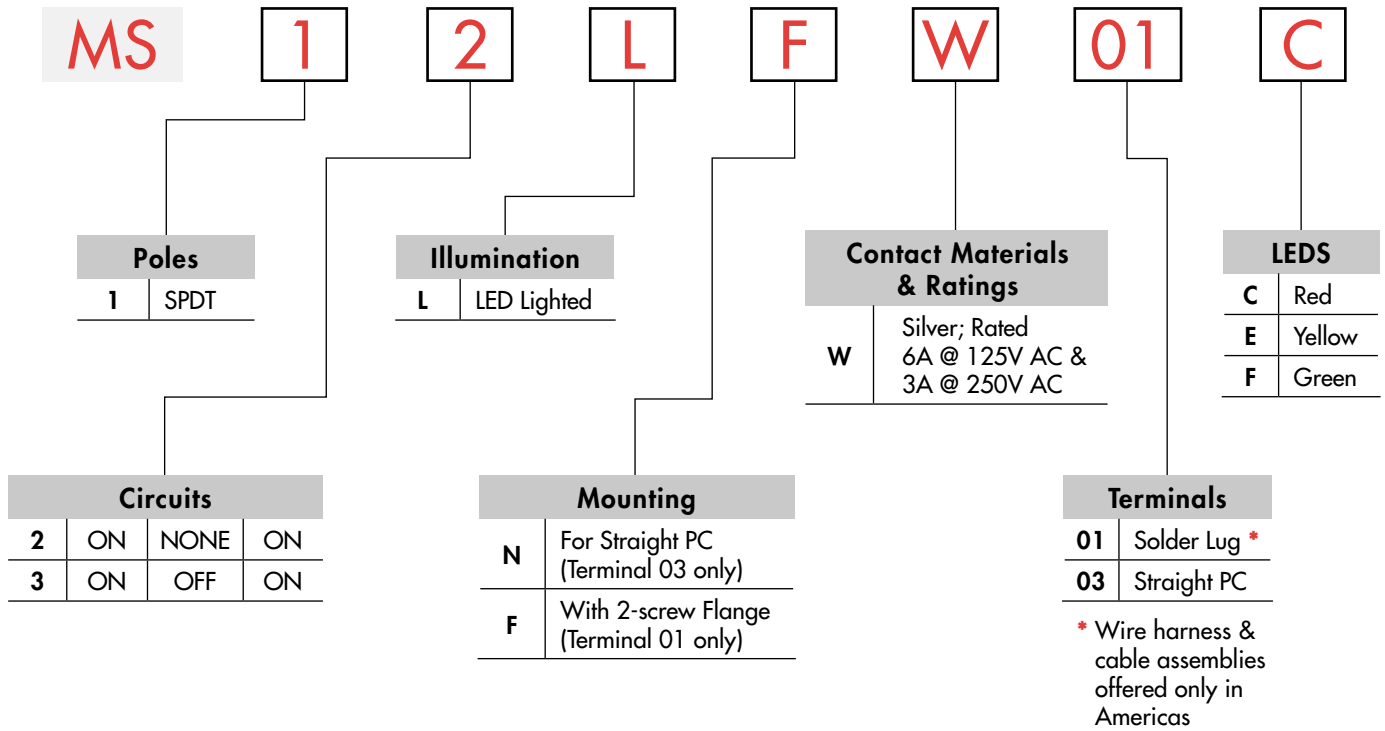 MS 1 2 L F W 01 C
Poles
1 SPDT
Illumination
L LED Lighted
Contact Materials
& Ratings
W Silver; Rated
6A @ 125V AC &
3A @ 250V AC
LEDS
C Red
E Yellow
F Green
Circuits
2 ON NONE ON
3 ON OFF ON
Mounting
N For Straight PC
(Terminal 03 only)
F With 2-screw Flange
(Terminal 01 only)
Terminals
01 Solder Lug *
03 Straight PC
* Wire harness &
cable assemblies
offered only in
Americas